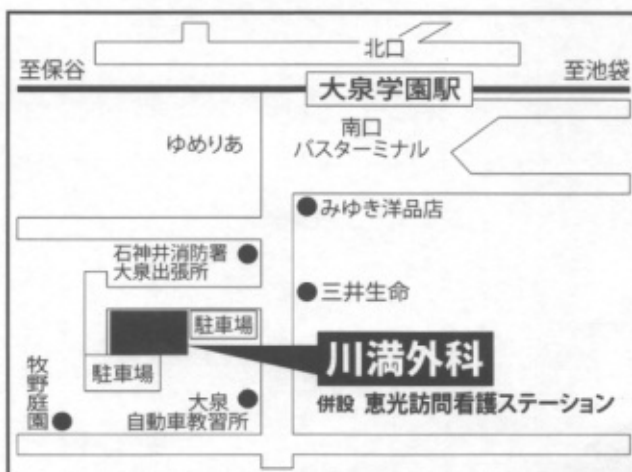 北口
至保谷
至池袋
大泉学園駅
南口
バスターミナル
ゆめりあ
みゆき洋品店
石神井消防署
大泉出張所
三井生命
駐車場
川満外科
駐車場
併設 恵光訪問看護ステーション
牧野庭園
大泉
自動車教習所